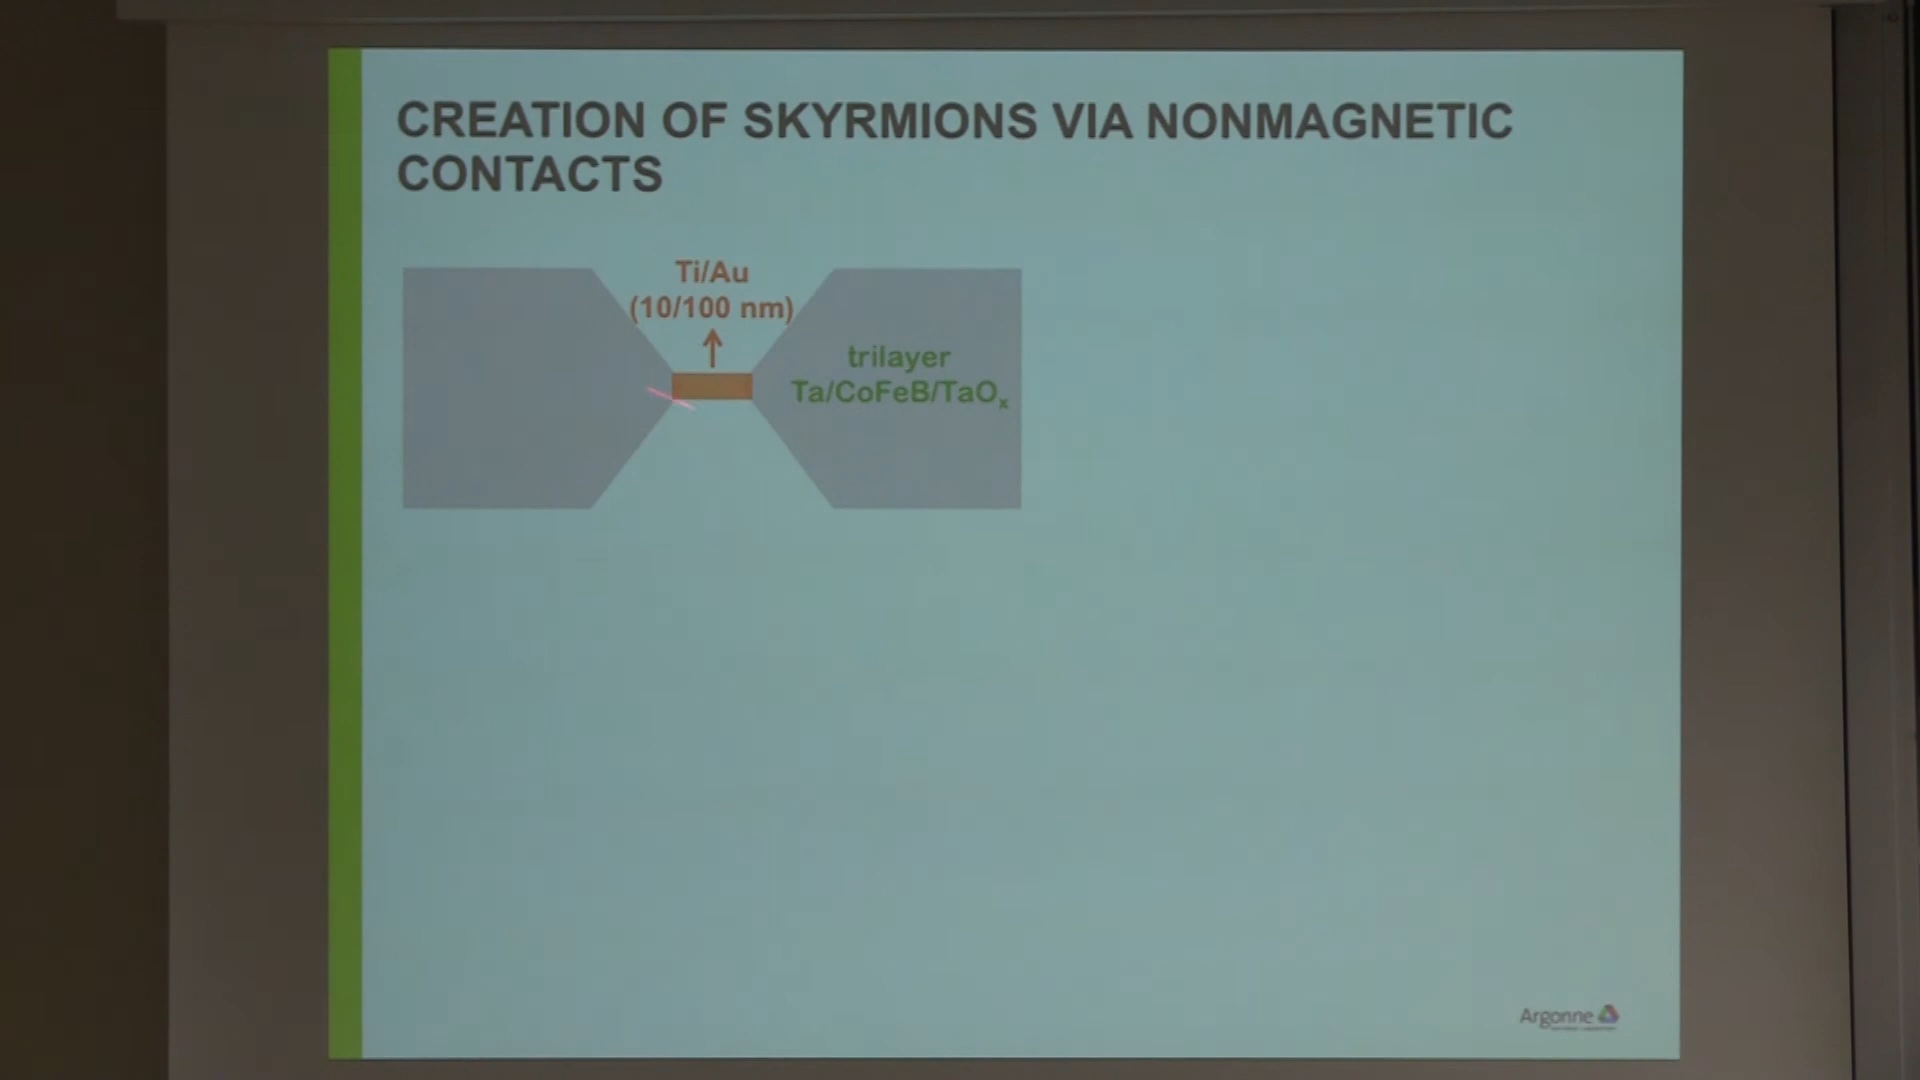 CREATION OF SKYRMIONS VIA NONMAGNETIC
CONTACTS
Ti/Au
(10/100 nm)
trilayer
Ta/CoFeB/TaOₓ
Argonne